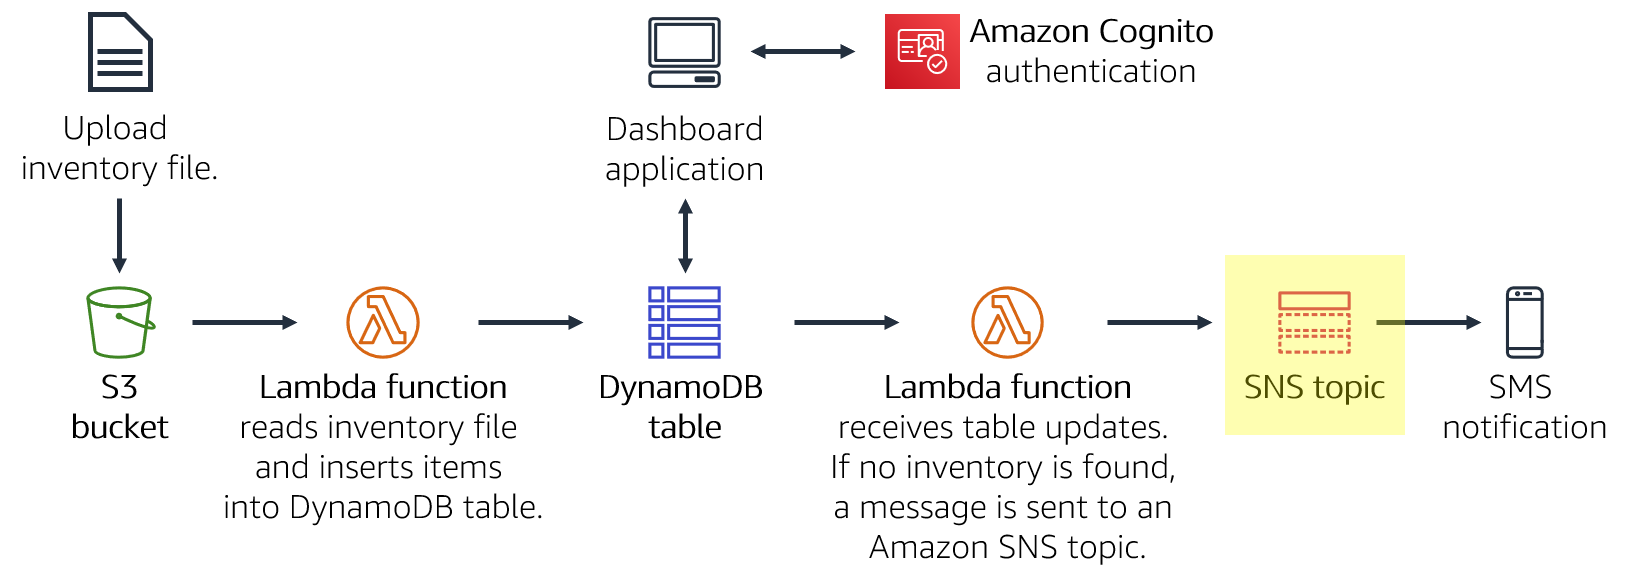 Upload
inventory file.
Dashboard
application
Amazon Cognito
authentication
S3
bucket
Lambda function
reads inventory file
and inserts items
into DynamoDB table.
DynamoDB
table
Lambda function
receives table updates.
If no inventory is found,
a message is sent to an
Amazon SNS topic.
SNS topic
SMS
notification